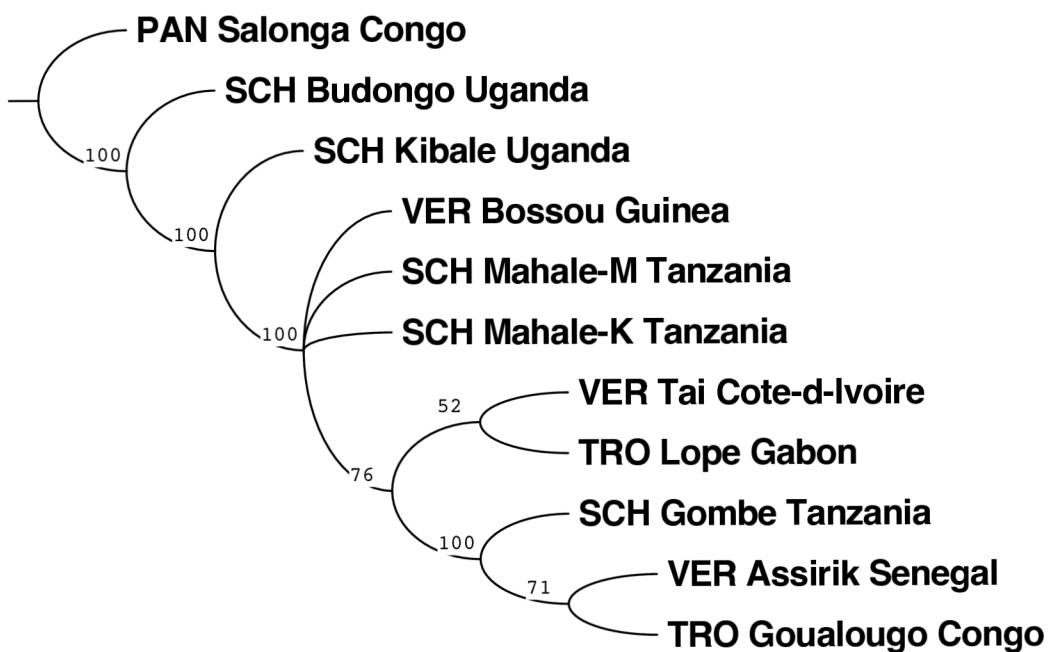 PAN Salonga Congo
SCH Budongo Uganda
100
SCH Kibale Uganda
VER Bossou Guinea
100
SCH Mahale-M Tanzania
SCH Mahale-K Tanzania
100
VER Tai Cote-d-Ivoire
52
TRO Lope Gabon
76
SCH Gombe Tanzania
100
VER Assirik Senegal
71
TRO Goualougo Congo